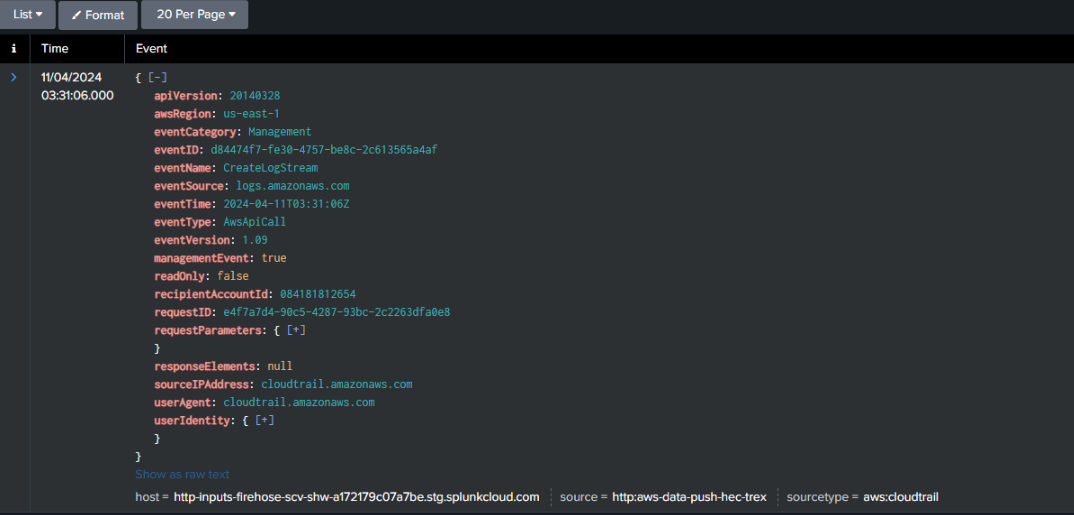 List Format 20 Per Page
i Time Event
11/04/2024 { [-]
03:31:06.000 apiVersion: 20140328
awsRegion: us-east-1
eventCategory: Management
eventID: d84474f7-fe30-4757-be8c-2c613565a4af
eventName: CreateLogStream
eventSource: logs.amazonaws.com
eventTime: 2024-04-11T03:31:06Z
eventType: AwsApiCall
eventVersion: 1.09
managementEvent: true
readOnly: false
recipientAccountId: 084181812654
requestID: e4f7a7d4-90c5-4287-93bc-2c2263dfa0e8
requestParameters: { [+]
}
responseElements: null
sourceIPAddress: cloudtrail.amazonaws.com
userAgent: cloudtrail.amazonaws.com
userIdentity: { [+]
}
}
Show as raw text
host = http-inputs-firehose-scv-shw-a172179c07a7be.stg.splunkcloud.com source = http:aws-data-push-hec-trex sourcetype = aws:cloudtrail